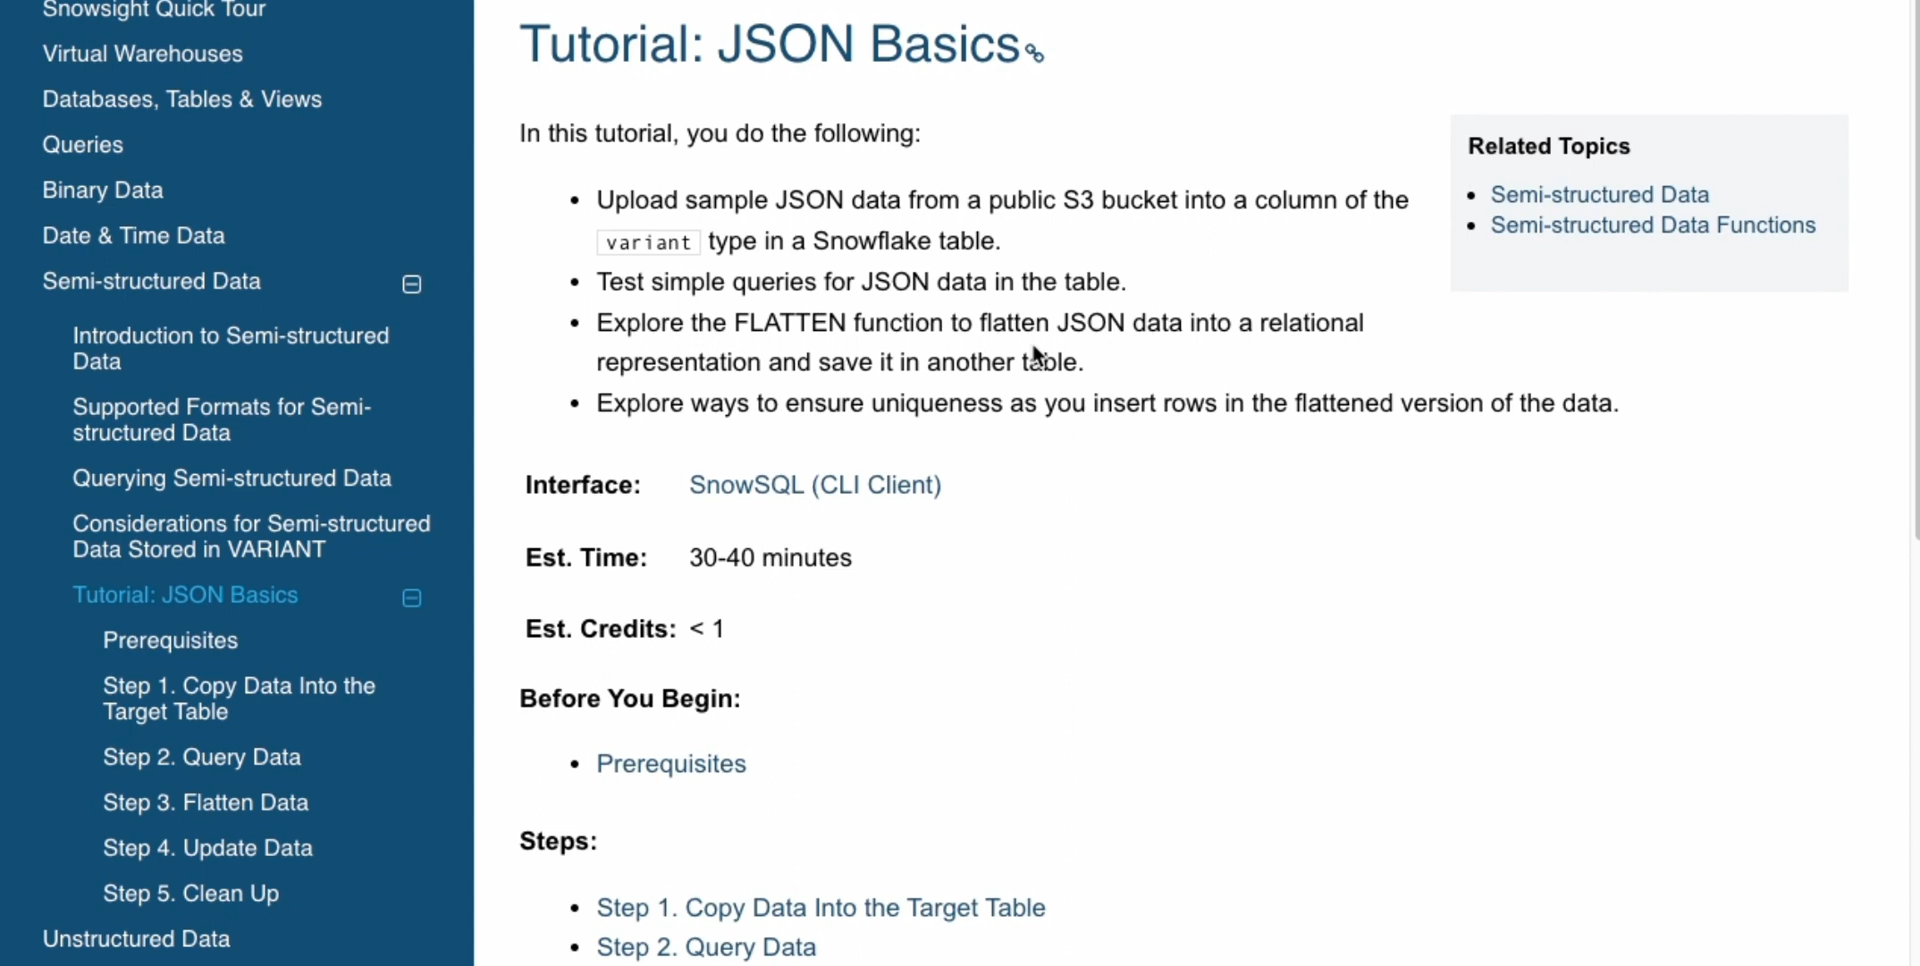 Snowsight Quick Tour
Virtual Warehouses
Databases, Tables & Views
Queries
Binary Data
Date & Time Data
Semi-structured Data
Introduction to Semi-structured
Data
Supported Formats for Semi-
structured Data
Querying Semi-structured Data
Considerations for Semi-structured
Data Stored in VARIANT
Tutorial: JSON Basics
Prerequisites
Step 1. Copy Data Into the
Target Table
Step 2. Query Data
Step 3. Flatten Data
Step 4. Update Data
Step 5. Clean Up
Unstructured Data
Tutorial: JSON Basics
In this tutorial, you do the following:
• Upload sample JSON data from a public S3 bucket into a column of the
variant type in a Snowflake table.
• Test simple queries for JSON data in the table.
• Explore the FLATTEN function to flatten JSON data into a relational
representation and save it in another table.
• Explore ways to ensure uniqueness as you insert rows in the flattened version of the data.
Related Topics
• Semi-structured Data
• Semi-structured Data Functions
Interface: SnowSQL (CLI Client)
Est. Time: 30-40 minutes
Est. Credits: < 1
Before You Begin:
• Prerequisites
Steps:
• Step 1. Copy Data Into the Target Table
• Step 2. Query Data